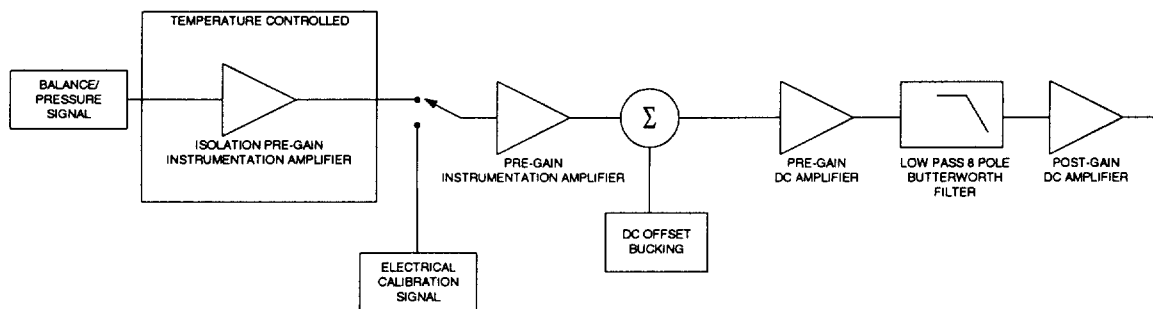 TEMPERATURE CONTROLLED
BALANCE/
PRESSURE
SIGNAL
ISOLATION PRE-GAIN
INSTRUMENTATION AMPLIFIER
ELECTRICAL
CALIBRATION
SIGNAL
PRE-GAIN
INSTRUMENTATION AMPLIFIER
Σ
DC OFFSET
BUCKING
PRE-GAIN
DC AMPLIFIER
LOW PASS 8 POLE
BUTTERWORTH
FILTER
POST-GAIN
DC AMPLIFIER